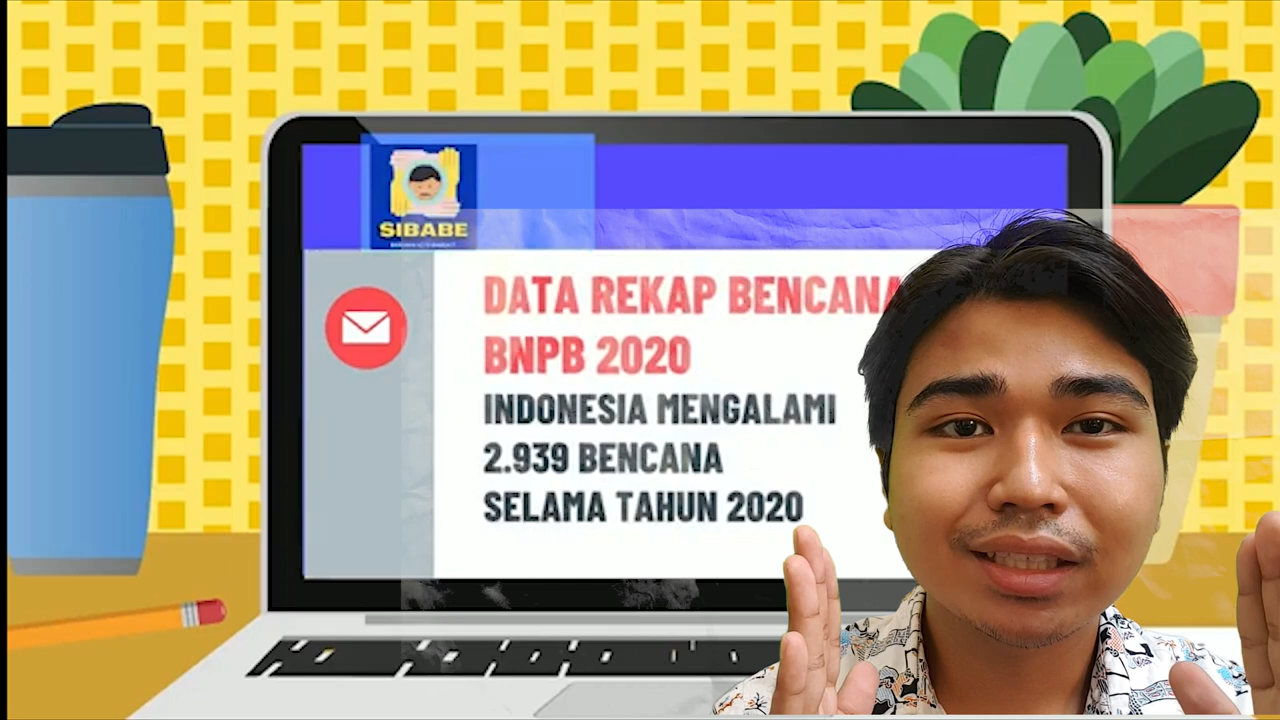 SIBABE
DATA REKAP BENCANA
BNPB 2020
INDONESIA MENGALAMI
2.939 BENCANA
SELAMA TAHUN 2020